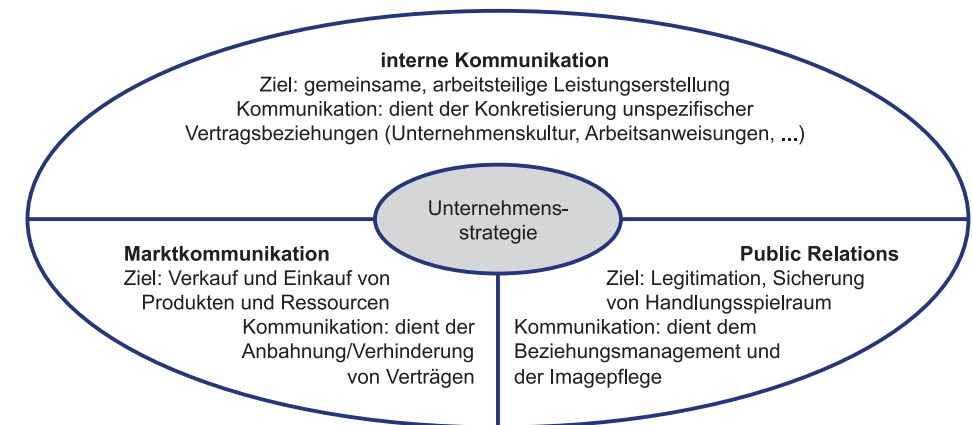 interne Kommunikation
Ziel: gemeinsame, arbeitsteilige Leistungserstellung
Kommunikation: dient der Konkretisierung unspezifischer
Vertragsbeziehungen (Unternehmenskultur, Arbeitsanweisungen, ...)
Unternehmens-
strategie
Marktkommunikation
Ziel: Verkauf und Einkauf von
Produkten und Ressourcen
Kommunikation: dient der
Anbahnung/Verhinderung
von Verträgen
Public Relations
Ziel: Legitimation, Sicherung
von Handlungsspielraum
Kommunikation: dient dem
Beziehungsmanagement und
der Imagepflege